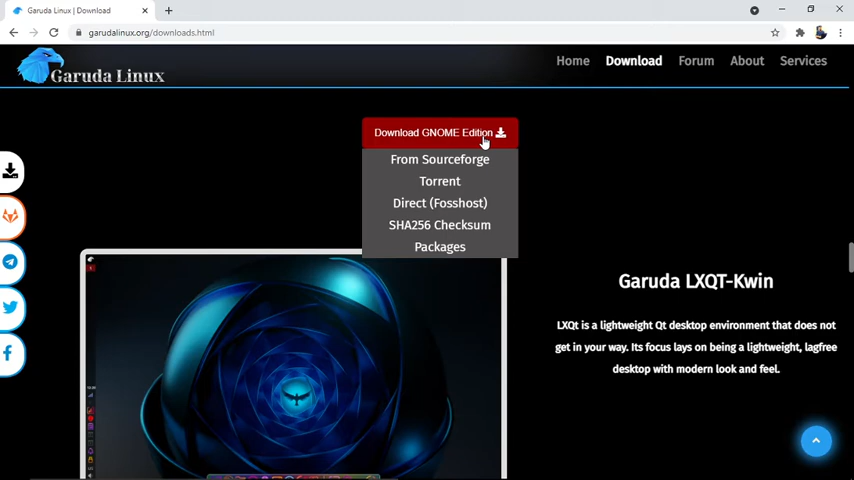 Garuda Linux | Download
garudalinux.org/downloads.html
Garuda Linux
Home Download Forum About Services
Download GNOME Edition
From Sourceforge
Torrent
Direct (Fosshost)
SHA256 Checksum
Packages
Garuda LXQT-Kwin
LXQt is a lightweight Qt desktop environment that does not
get in your way. Its focus lays on being a lightweight, lagfree
desktop with modern look and feel.